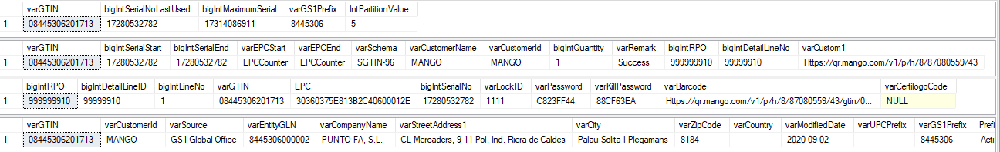 varGTIN bigIntSerialNoLastUsed bigIntMaximumSerial varGS1Prefix IntPartitionValue
1 08445306201713 17280532782 17314086911 8445306 5
varGTIN bigIntSerialStart bigIntSerialEnd varEPCStart varEPCEnd varSchema varCustomerName varCustomerId bigIntQuantity varRemark bigIntRPO bigIntDetailLineNo varCustom1
1 08445306201713 17280532782 17280532782 EPCCounter EPCCounter SGTIN-96 MANGO MANGO 1 Success 999999910 99999910 Https://qr.mango.com/v1/p/h/8/87080559/43
bigIntRPO bigIntDetailLineID bigIntLineNo varGTIN EPC bigIntSerialNo varLockID varPassword varKillPassword varBarcode varCertilogoCode
1 999999910 99999910 1 08445306201713 30360375E813B2C40600012E 17280532782 1111 C823FF44 88CF63EA Https://qr.mango.com/v1/p/h/8/87080559/43/gtin/0... NULL
varGTIN varCustomerId varSource varEntityGLN varCompanyName varStreetAddress1 varCity varZipCode varCountry varModifiedDate varUPCPrefix varGS1Prefix Prefi
1 08445306201713 MANGO GS1 Global Office 8445306000002 PUNTO FA, S.L. CL Mercaders, 9-11 Pol. Ind. Riera de Caldes Palau-Solita I Plegamans 8184 2020-09-02 8445306 Acti